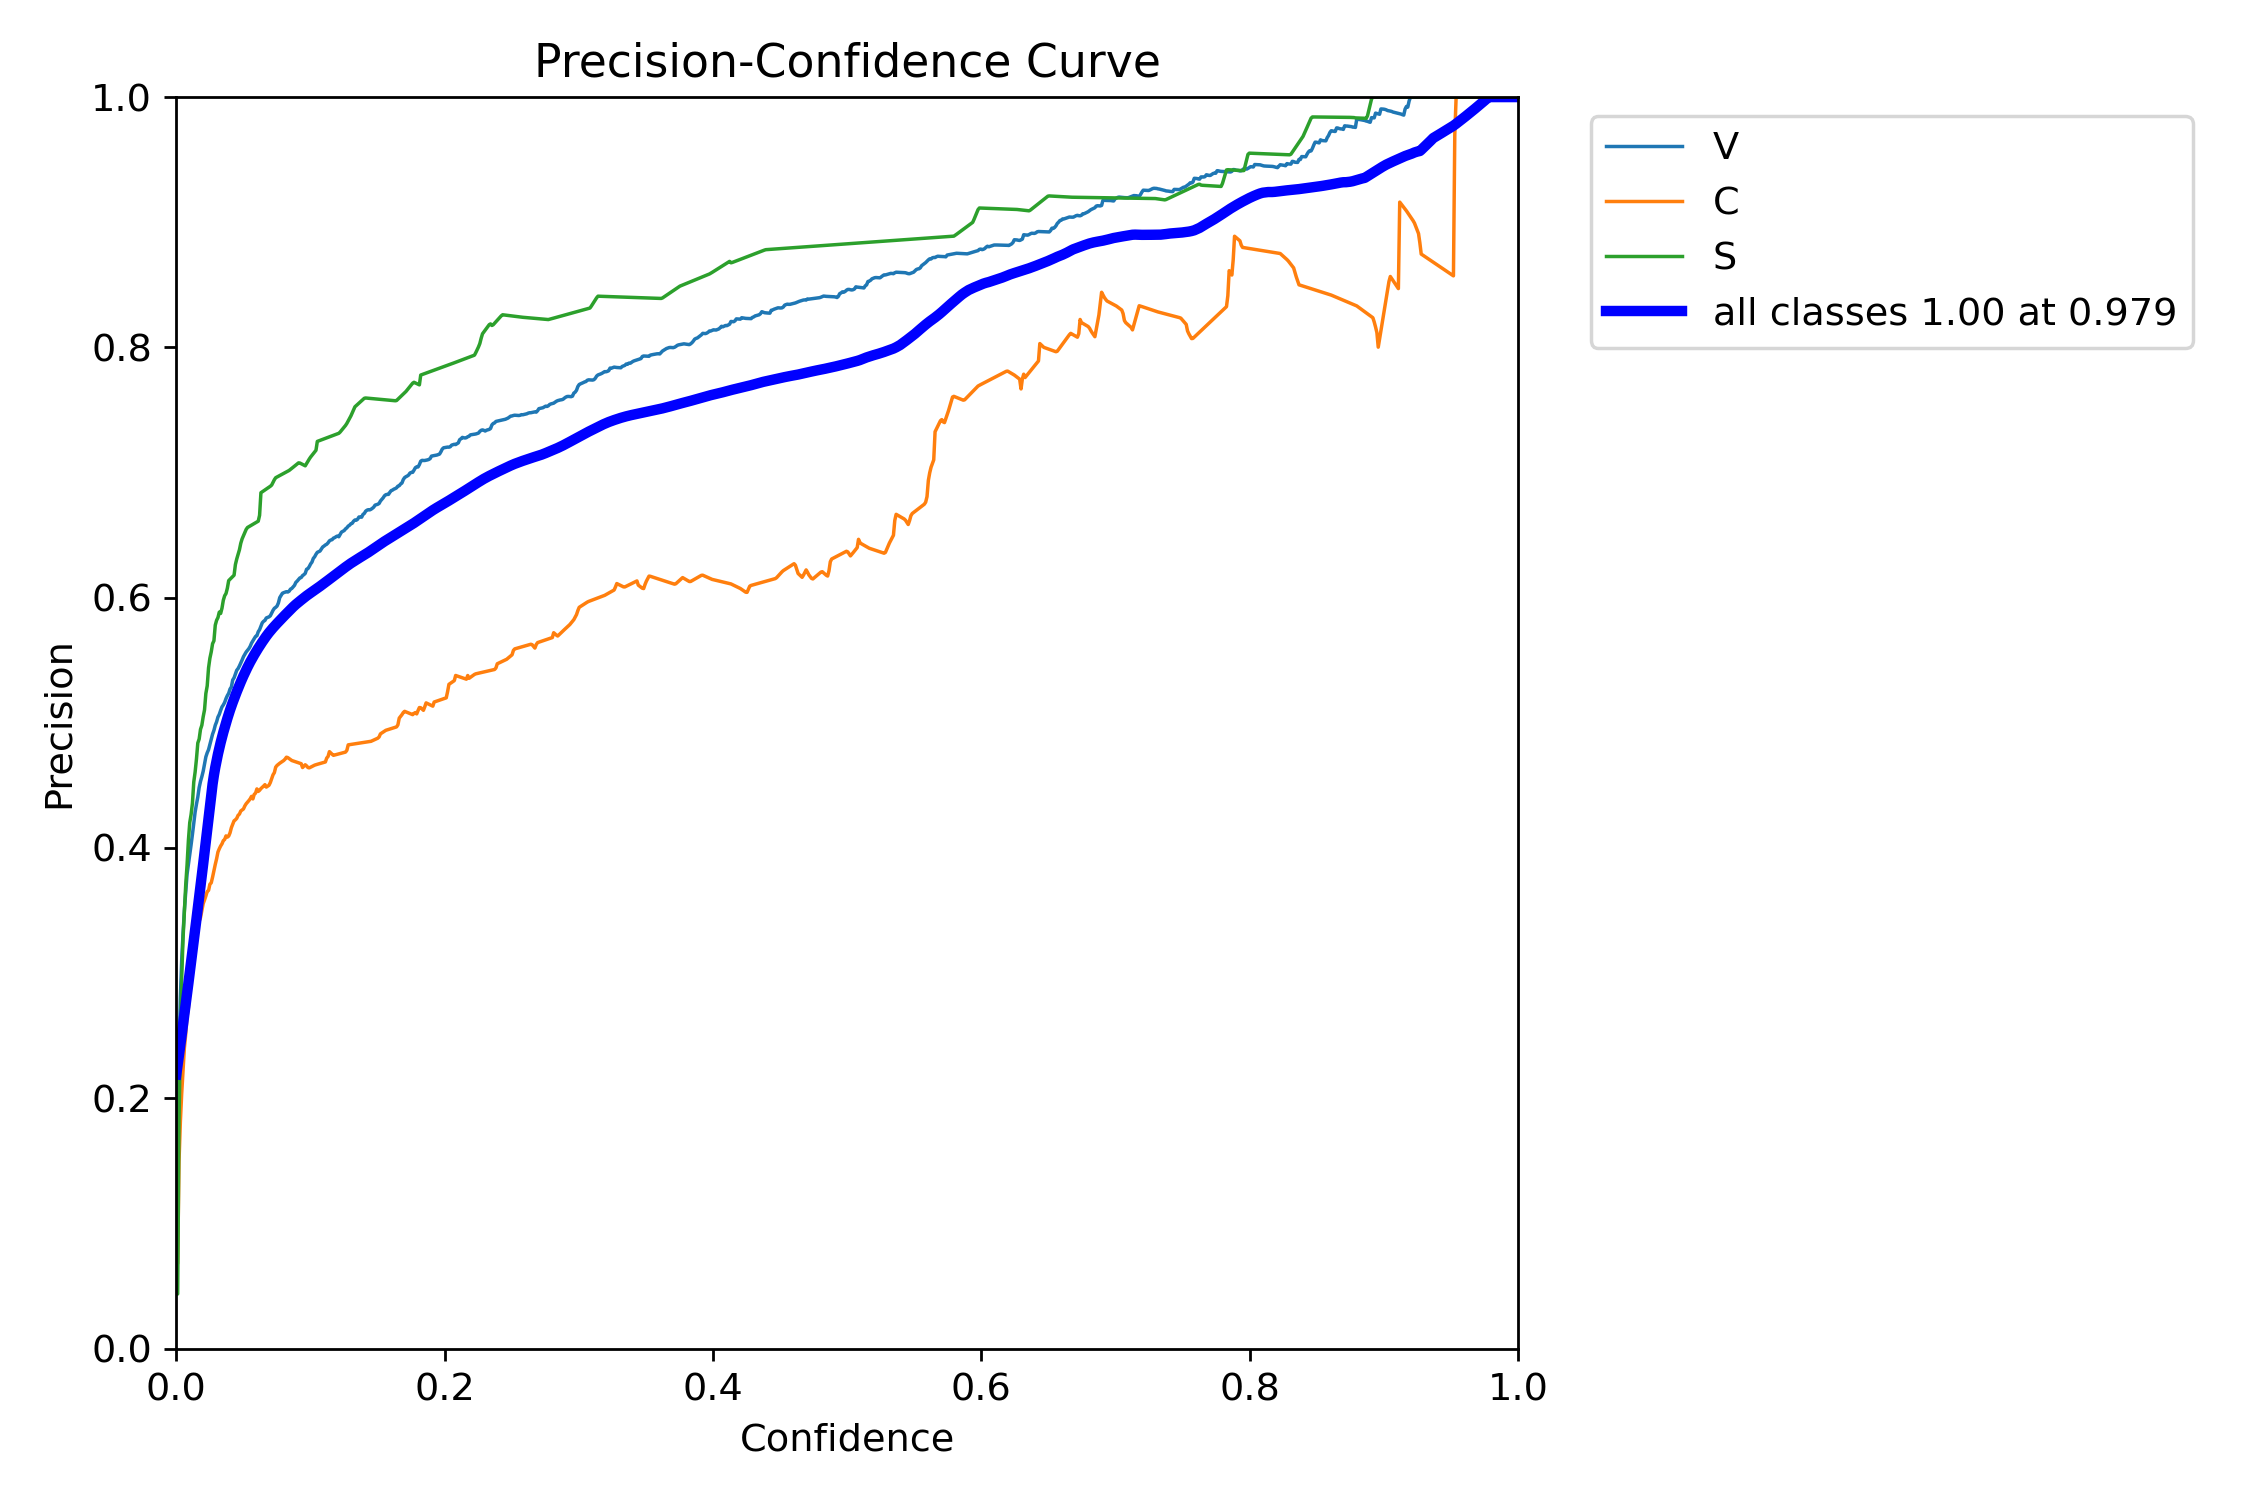 Precision-Confidence Curve
1.0
0.8
0.6
0.4
0.2
0.0
Precision
0.0 0.2 0.4 0.6 0.8 1.0
Confidence
V
C
S
all classes 1.00 at 0.979